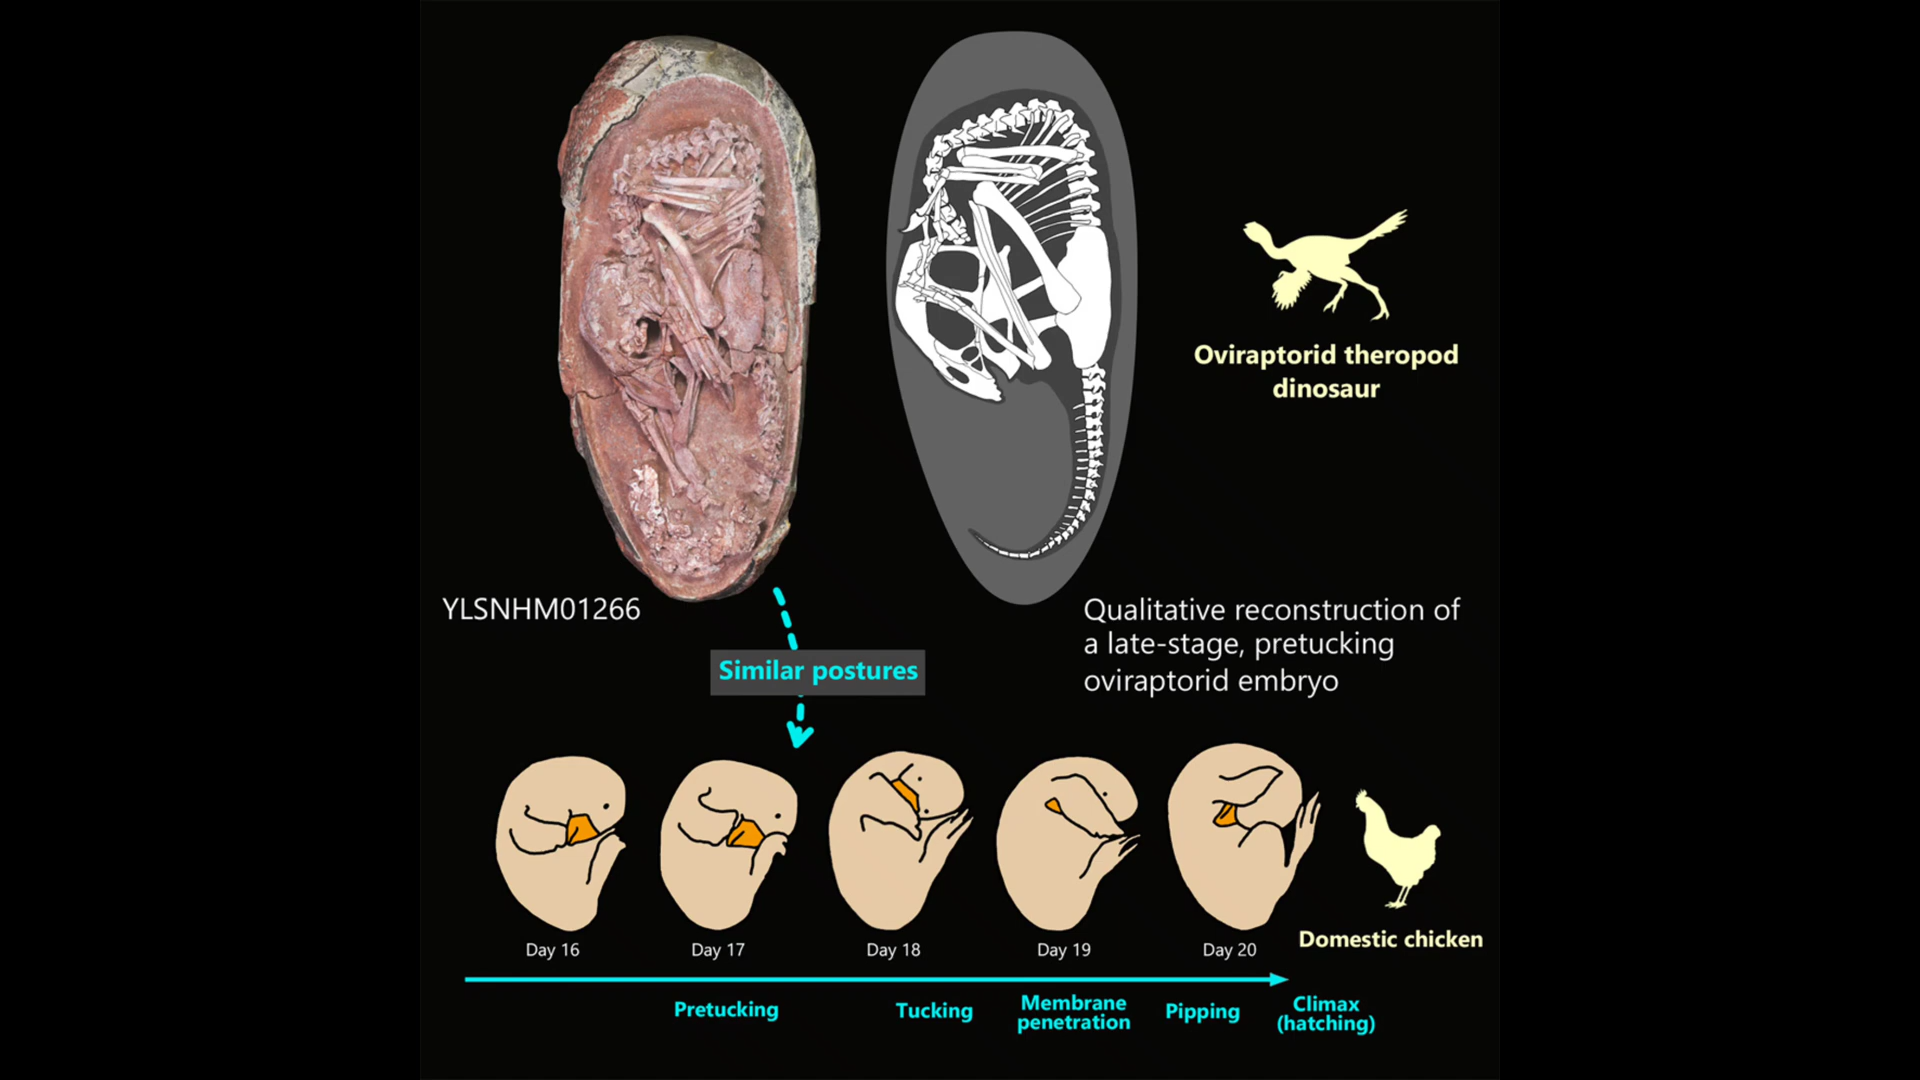 Oviraptorid theropod
dinosaur
YLSNHM01266
Qualitative reconstruction of
a late-stage, pretucking
oviraptorid embryo
Similar postures
Day 16
Day 17
Day 18
Day 19
Day 20
Domestic chicken
Pretucking
Tucking
Membrane
penetration
Pipping
Climax
(hatching)